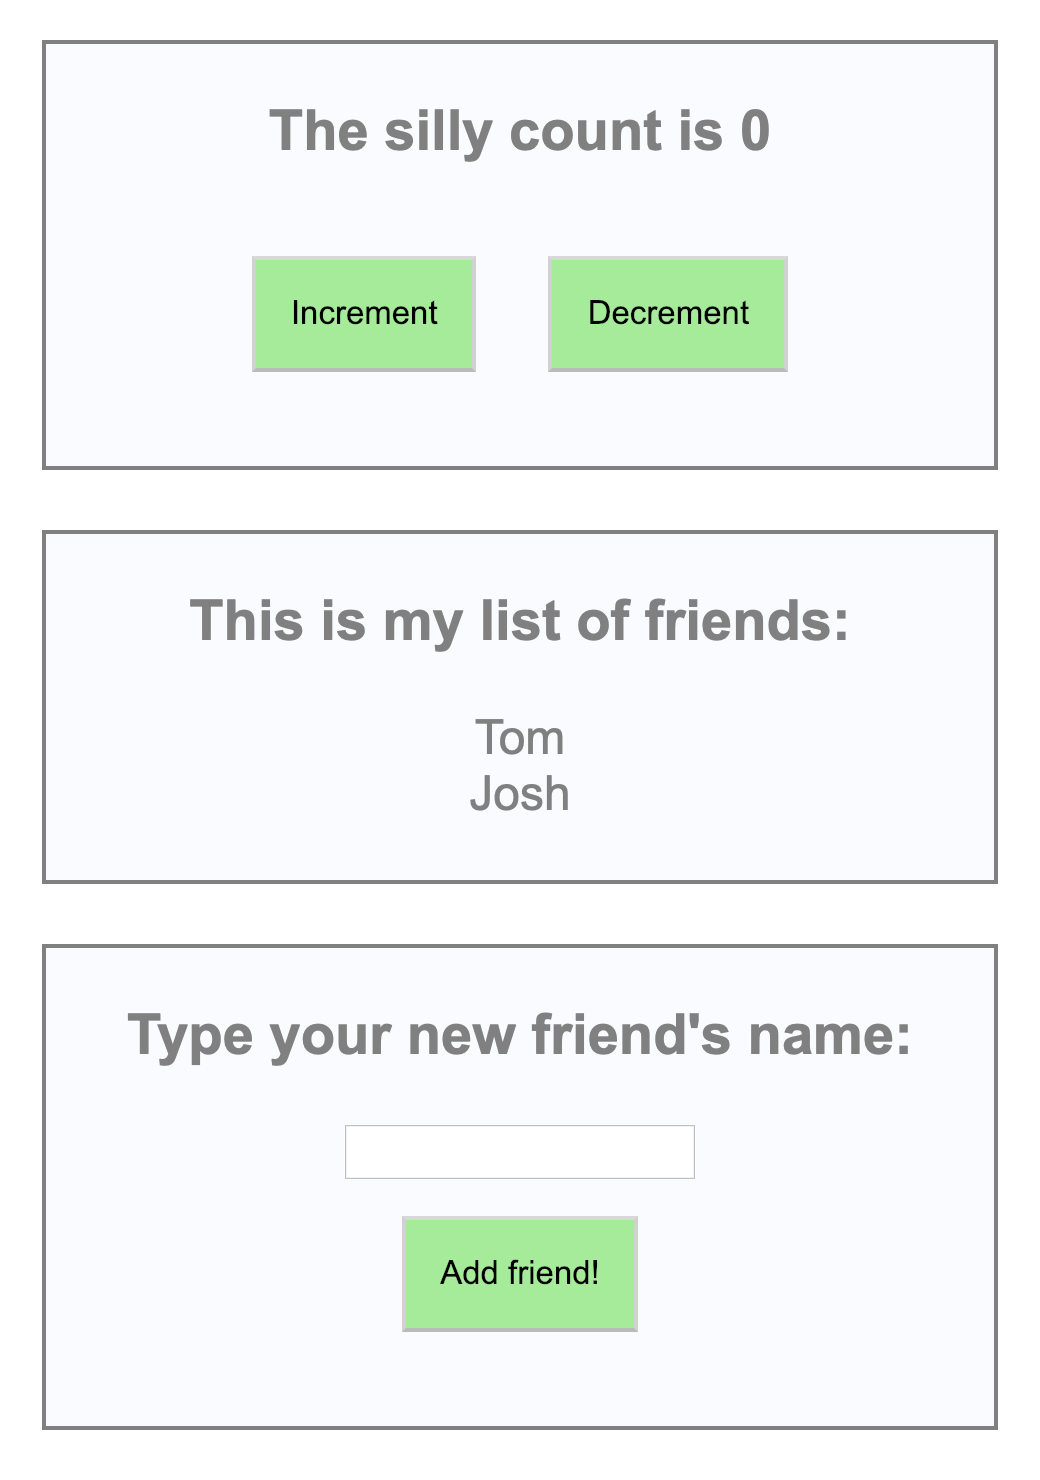 The silly count is 0
Increment Decrement
This is my list of friends:
Tom
Josh
Type your new friend's name:
Add friend!